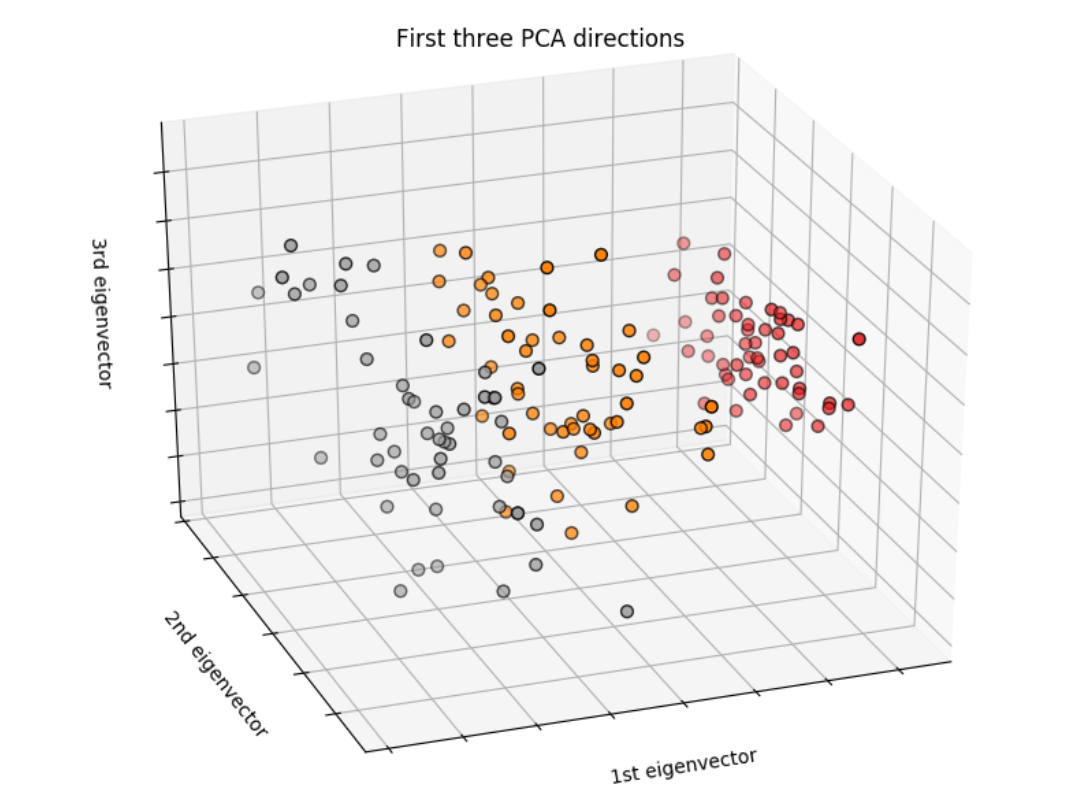 First three PCA directions
3rd eigenvector
2nd eigenvector
1st eigenvector